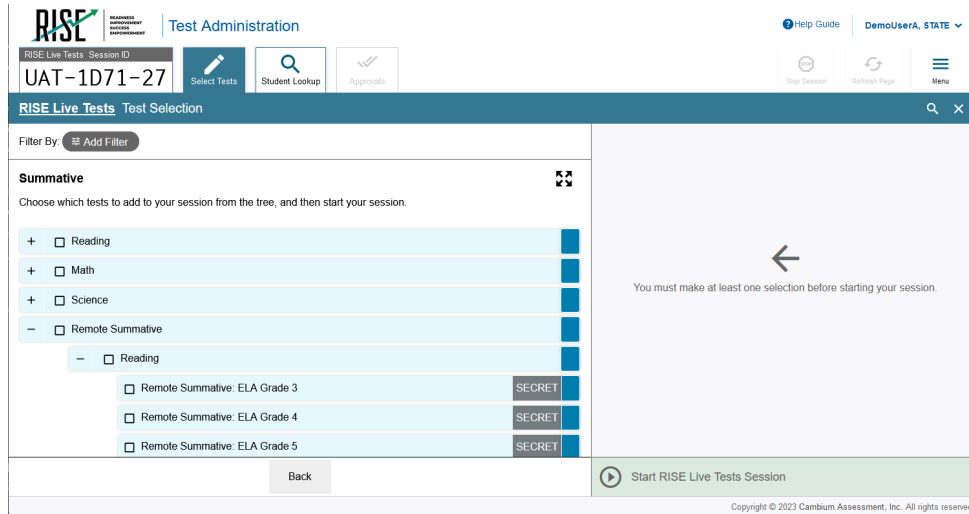 RISE
READINESS
IMPROVEMENT
SUCCESS
EMPOWERMENT
Test Administration
Help Guide
DemoUserA, STATE
RISE Live Tests Session ID
UAT-1D71-27
Select Tests
Student Lookup
Approvals
STOP
Stop Session
Refresh Page
Menu
RISE Live Tests Test Selection
Filter By: Add Filter
Summative
Choose which tests to add to your session from the tree, and then start your session.
Reading
Math
Science
Remote Summative
Reading
Remote Summative: ELA Grade 3 SECRET
Remote Summative: ELA Grade 4 SECRET
Remote Summative: ELA Grade 5 SECRET
You must make at least one selection before starting your session.
Back
Start RISE Live Tests Session
Copyright © 2023 Cambium Assessment, Inc. All rights reserve